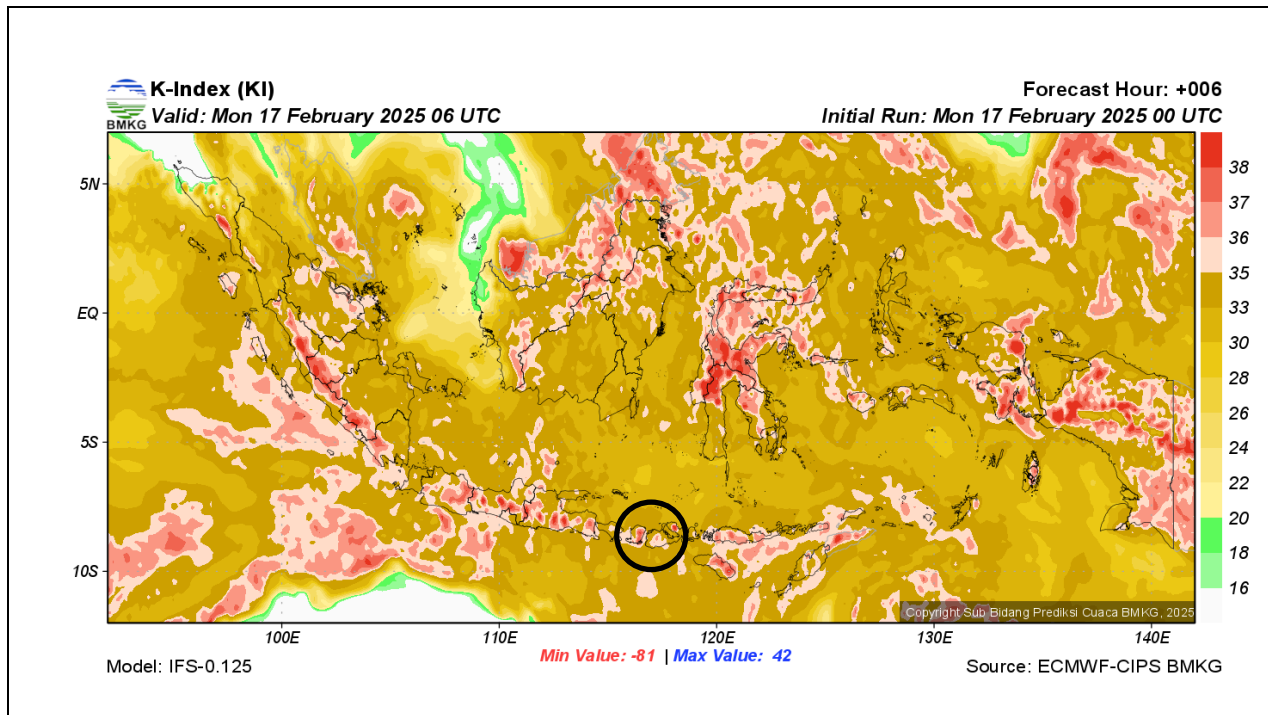 K-Index (KI)
Forecast Hour: +006
BMKG
Valid: Mon 17 February 2025 06 UTC
Initial Run: Mon 17 February 2025 00 UTC
5N
EQ
5S
10S
38
37
36
35
33
30
28
26
24
22
20
18
16
Copyright Sub Bidang Prediksi Cuaca BMKG, 2025
100E
110E
120E
130E
140E
Model: IFS-0.125
Min Value: -81 | Max Value: 42
Source: ECMWF-CIPS BMKG